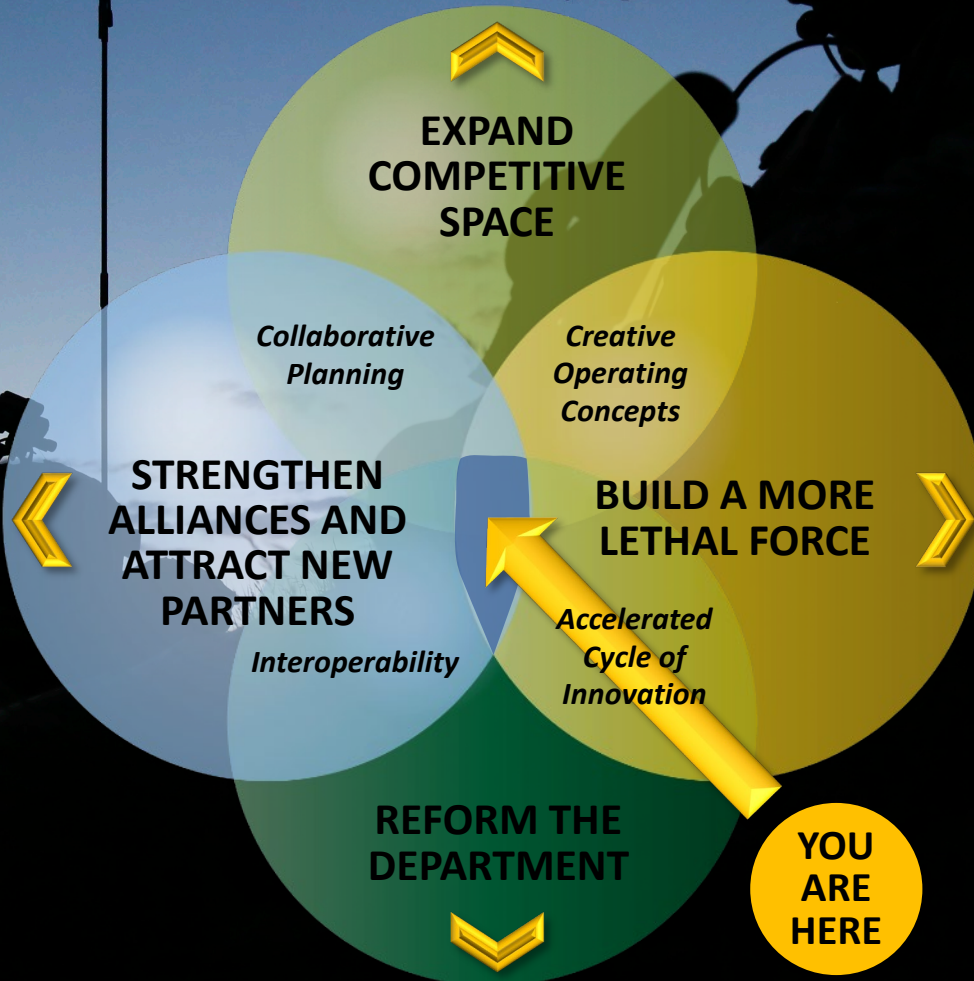 EXPAND
COMPETITIVE
SPACE
Collaborative
Planning
Creative
Operating
Concepts
STRENGTHEN
ALLIANCES AND
ATTRACT NEW
PARTNERS
BUILD A MORE
LETHAL FORCE
Interoperability
Accelerated
Cycle of
Innovation
REFORM THE
DEPARTMENT
YOU
ARE
HERE